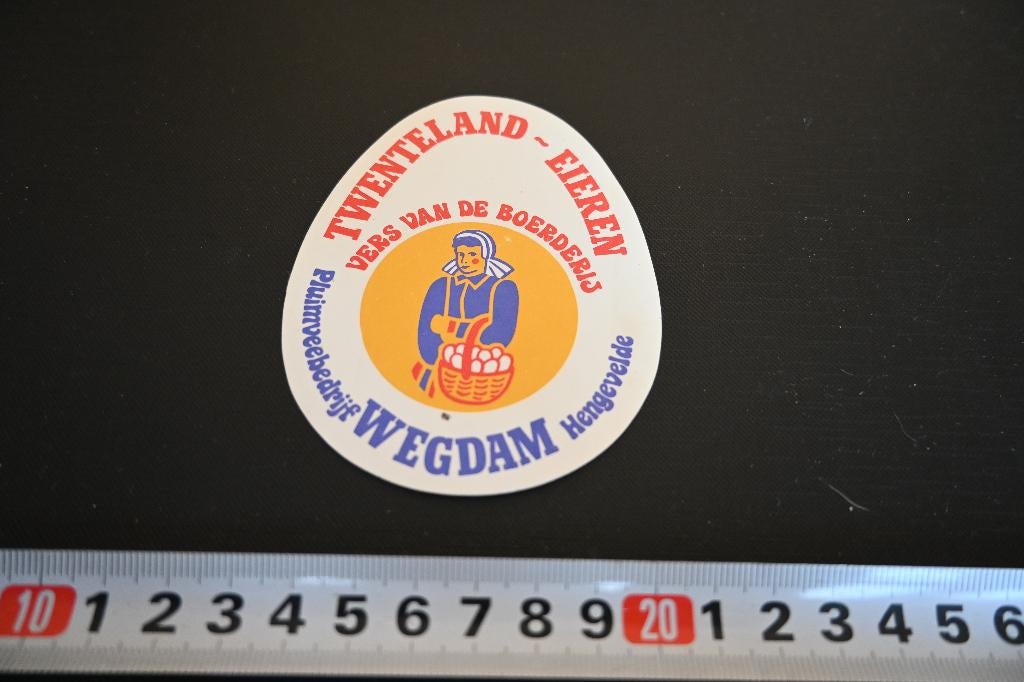 TWENTELAND ~ EIEREN
VERS VAN DE BOERDERIJ
Pluimveebedrijf
WEGDAM
Hengevelde
10 1 2 3 4 5 6 7 8 9 20 1 2 3 4 5 6